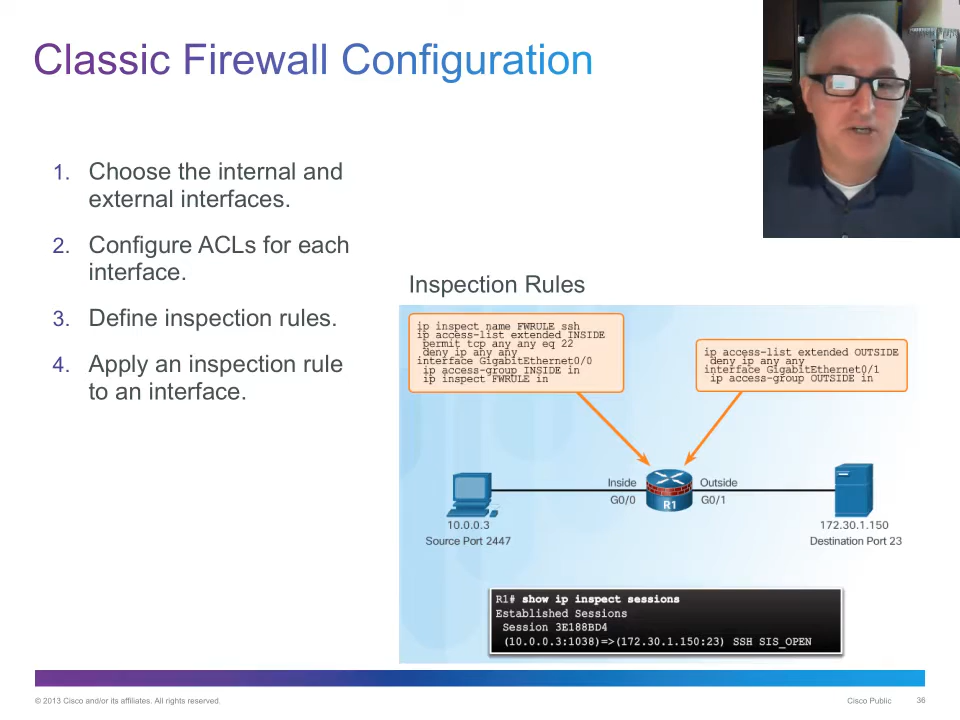 Classic Firewall Configuration
1. Choose the internal and
external interfaces.
2. Configure ACLs for each
interface.
3. Define inspection rules.
4. Apply an inspection rule
to an interface.
Inspection Rules
ip inspect name FWRULE ssh
ip access-list extended INSIDE
permit tcp any any eq 22
deny ip any any
interface GigabitEthernet0/0
ip access-group INSIDE in
ip inspect FWRULE in
ip access-list extended OUTSIDE
deny ip any any
interface GigabitEthernet0/1
ip access-group OUTSIDE in
Inside
G0/0
R1
Outside
G0/1
10.0.0.3
Source Port 2447
172.30.1.150
Destination Port 23
R1# show ip inspect sessions
Established Sessions
Session 3E188BD4
(10.0.0.3:1038)=>(172.30.1.150:23) SSH SIS_OPEN
© 2013 Cisco and/or its affiliates. All rights reserved.
Cisco Public
36